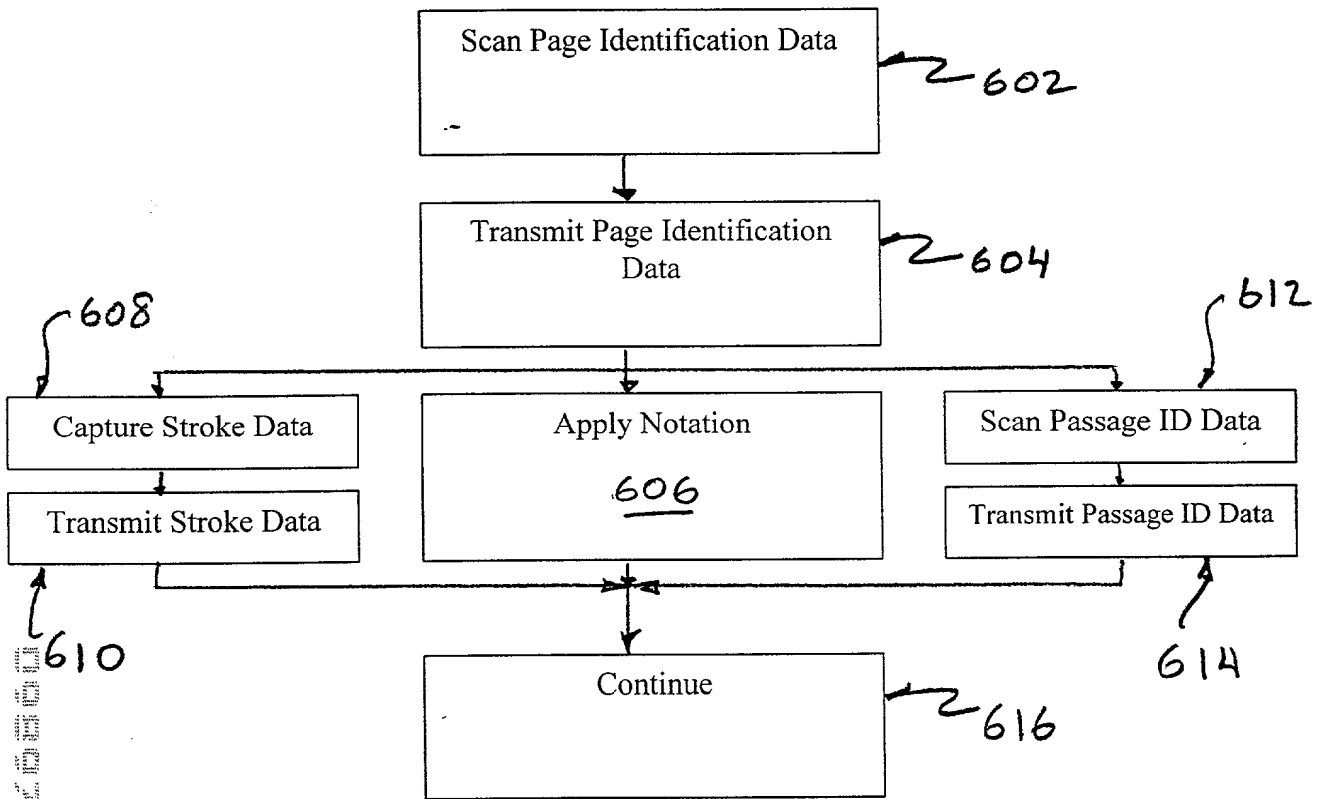 Scan Page Identification Data
602
Transmit Page Identification
Data
604
608
612
Capture Stroke Data
Apply Notation
606
Scan Passage ID Data
Transmit Stroke Data
Transmit Passage ID Data
610
614
Continue
616